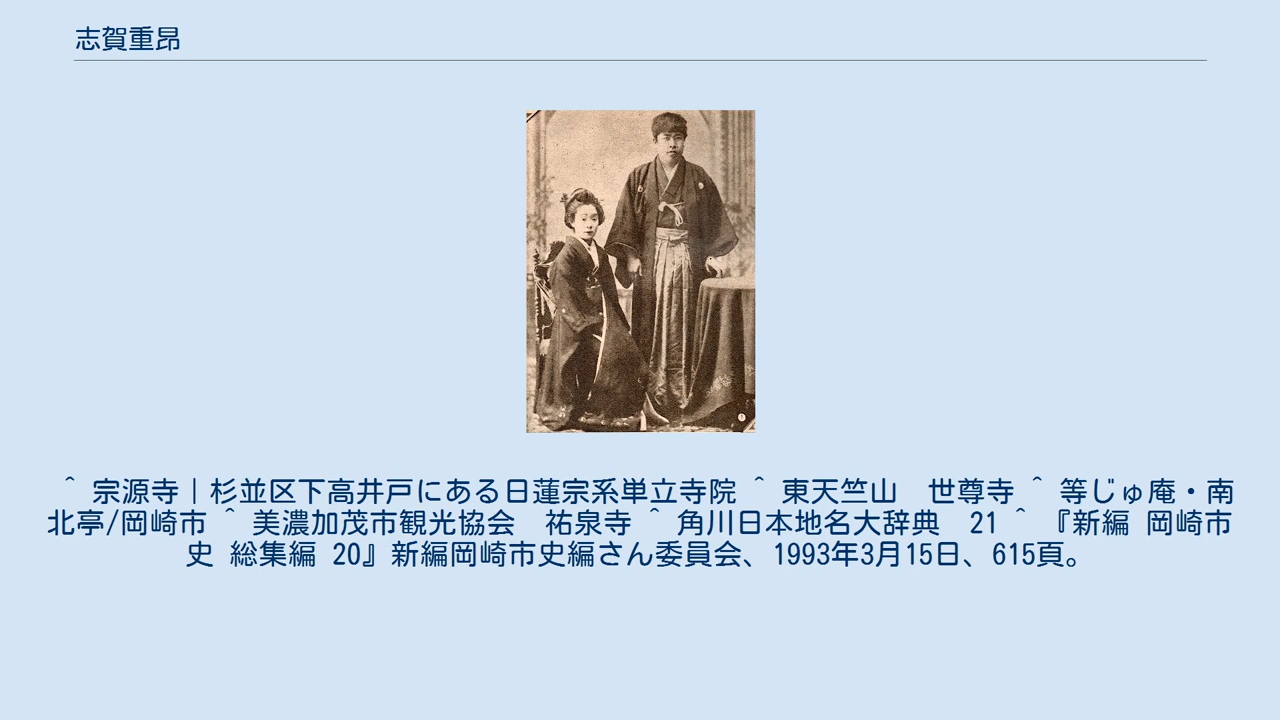 志賀重昂
＾ 宗源寺｜杉並区下高井戸にある日蓮宗系単立寺院 ＾ 東天竺山　世尊寺 ＾ 等じゅ庵・南
北亭/岡崎市 ＾ 美濃加茂市観光協会　祐泉寺 ＾ 角川日本地名大辞典　21 ＾ 『新編 岡崎市
史 総集編 20』新編岡崎市史編さん委員会、1993年3月15日、615頁。